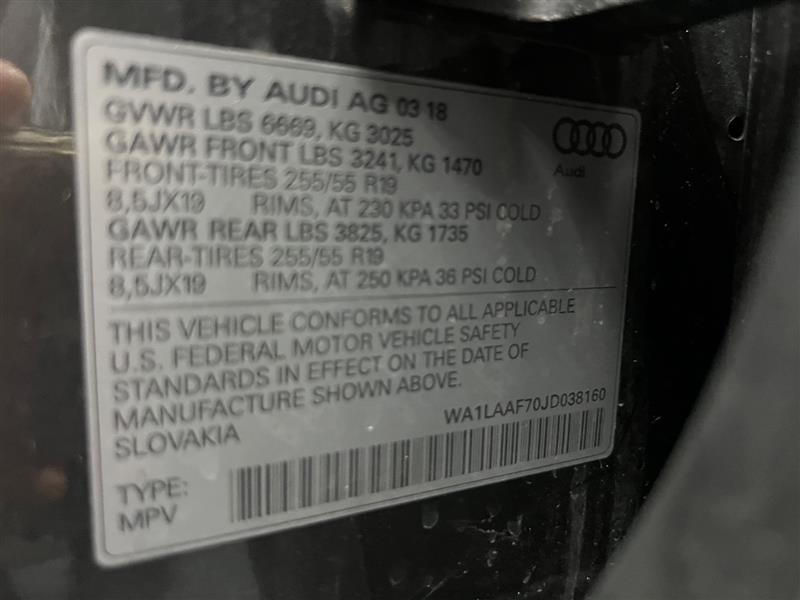 MFD. BY AUDI AG 03 18
GVWR LBS 6669, KG 3025
GAWR FRONT LBS 3241, KG 1470
FRONT-TIRES 255/55 R19
8,5JX19 RIMS, AT 230 KPA 33 PSI COLD
GAWR REAR LBS 3825, KG 1735
REAR-TIRES 255/55 R19
8,5JX19 RIMS, AT 250 KPA 36 PSI COLD
Audi
THIS VEHICLE CONFORMS TO ALL APPLICABLE
U.S. FEDERAL MOTOR VEHICLE SAFETY
STANDARDS IN EFFECT ON THE DATE OF
MANUFACTURE SHOWN ABOVE.
SLOVAKIA
WA1LAAF70JD038160
TYPE:
MPV